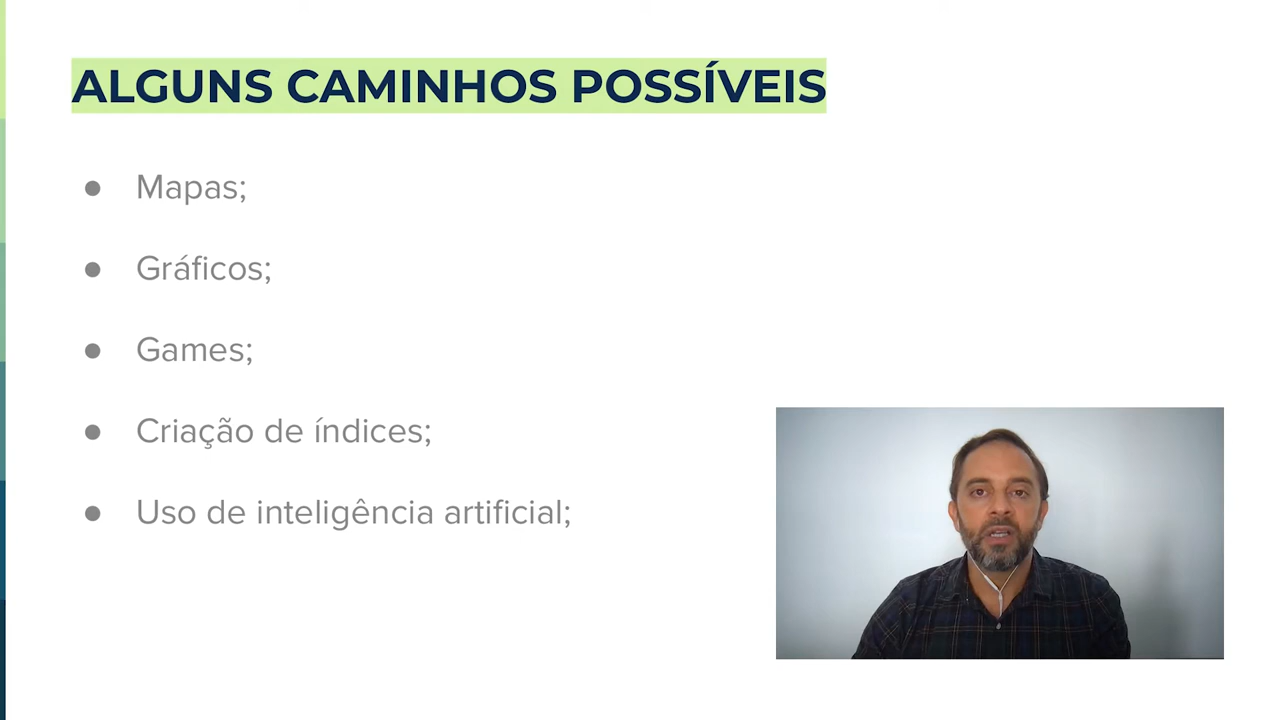 ALGUNS CAMINHOS POSSÍVEIS
● Mapas;
● Gráficos;
● Games;
● Criação de índices;
● Uso de inteligência artificial;